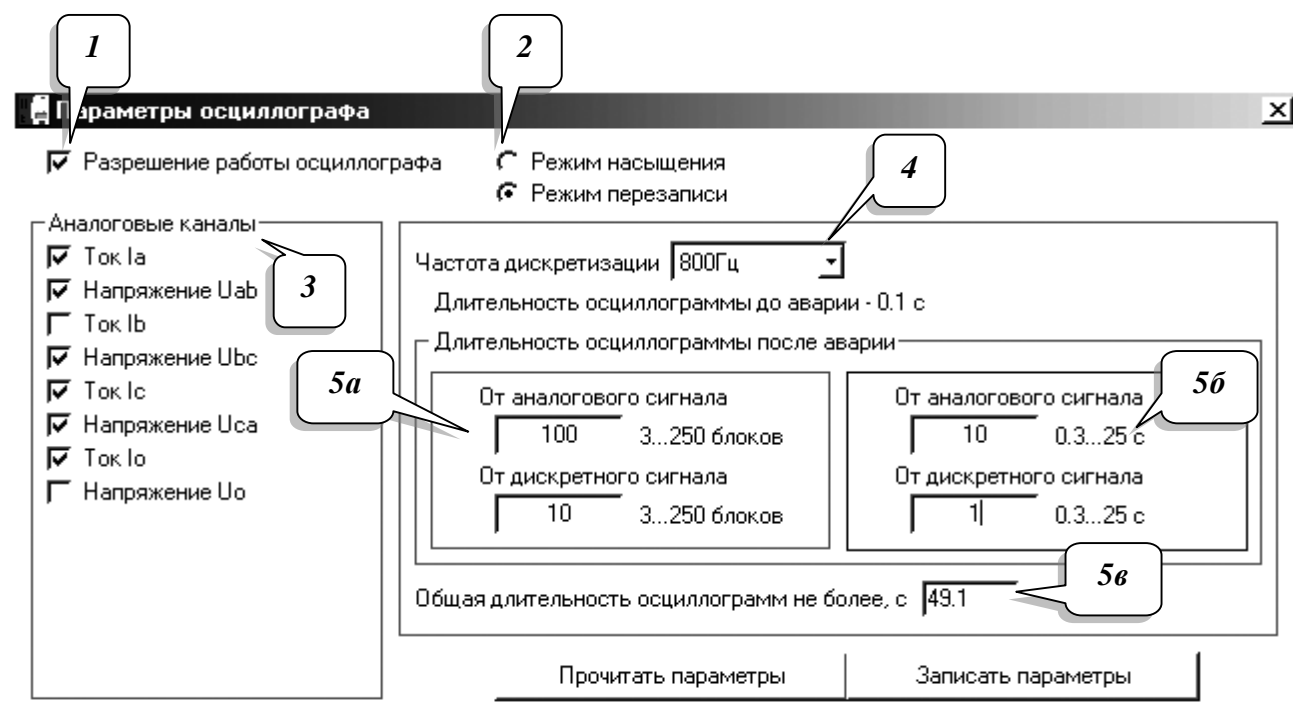 1
2
Параметры осциллографа
Разрешение работы осциллографа
Режим насыщения
Режим перезаписи
4
Аналоговые каналы
Ток Ia
Напряжение Uab
Ток Ib
Напряжение Ubc
Ток Ic
Напряжение Uca
Ток Io
Напряжение Uo
3
Частота дискретизации 800Гц
Длительность осциллограммы до аварии - 0.1 с
Длительность осциллограммы после аварии
5а
От аналогового сигнала
100 3...250 блоков
От дискретного сигнала
10 3...250 блоков
5б
От аналогового сигнала
10 0.3...25 с
От дискретного сигнала
1 0.3...25 с
5в
Общая длительность осциллограмм не более, с 49.1
Прочитать параметры
Записать параметры